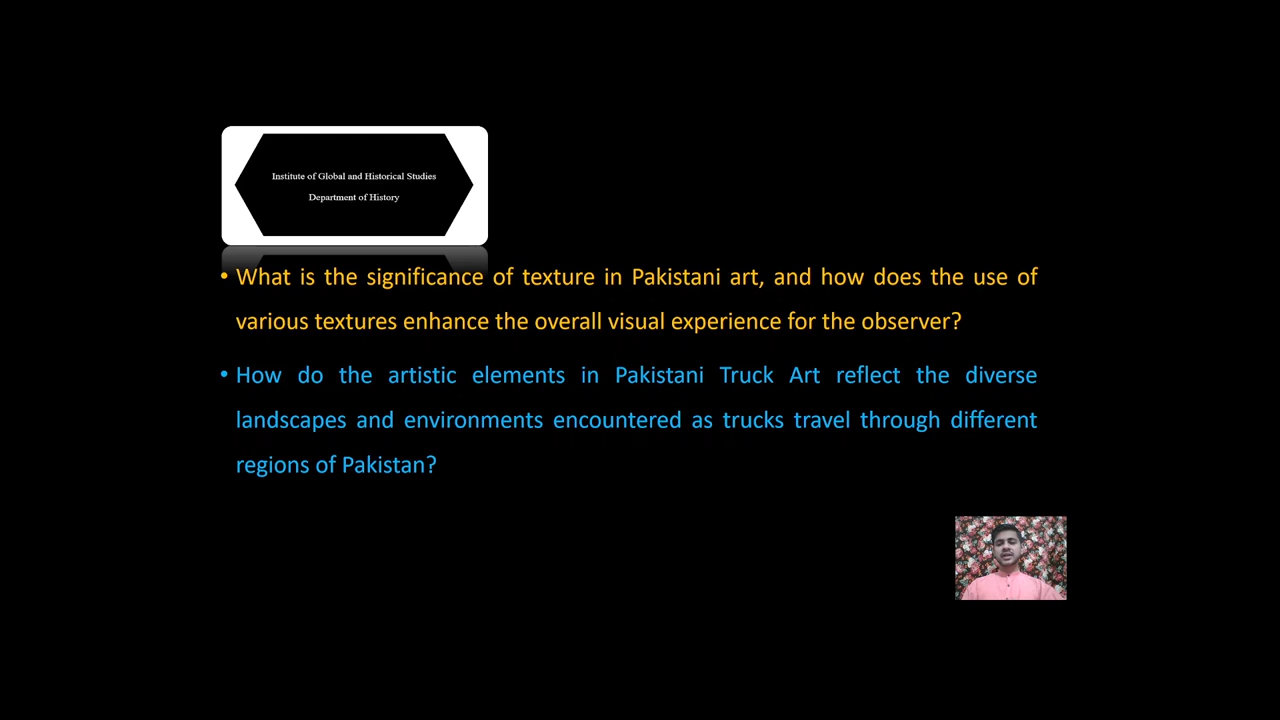 Institute of Global and Historical Studies
Department of History
• What is the significance of texture in Pakistani art, and how does the use of
various textures enhance the overall visual experience for the observer?
• How do the artistic elements in Pakistani Truck Art reflect the diverse
landscapes and environments encountered as trucks travel through different
regions of Pakistan?